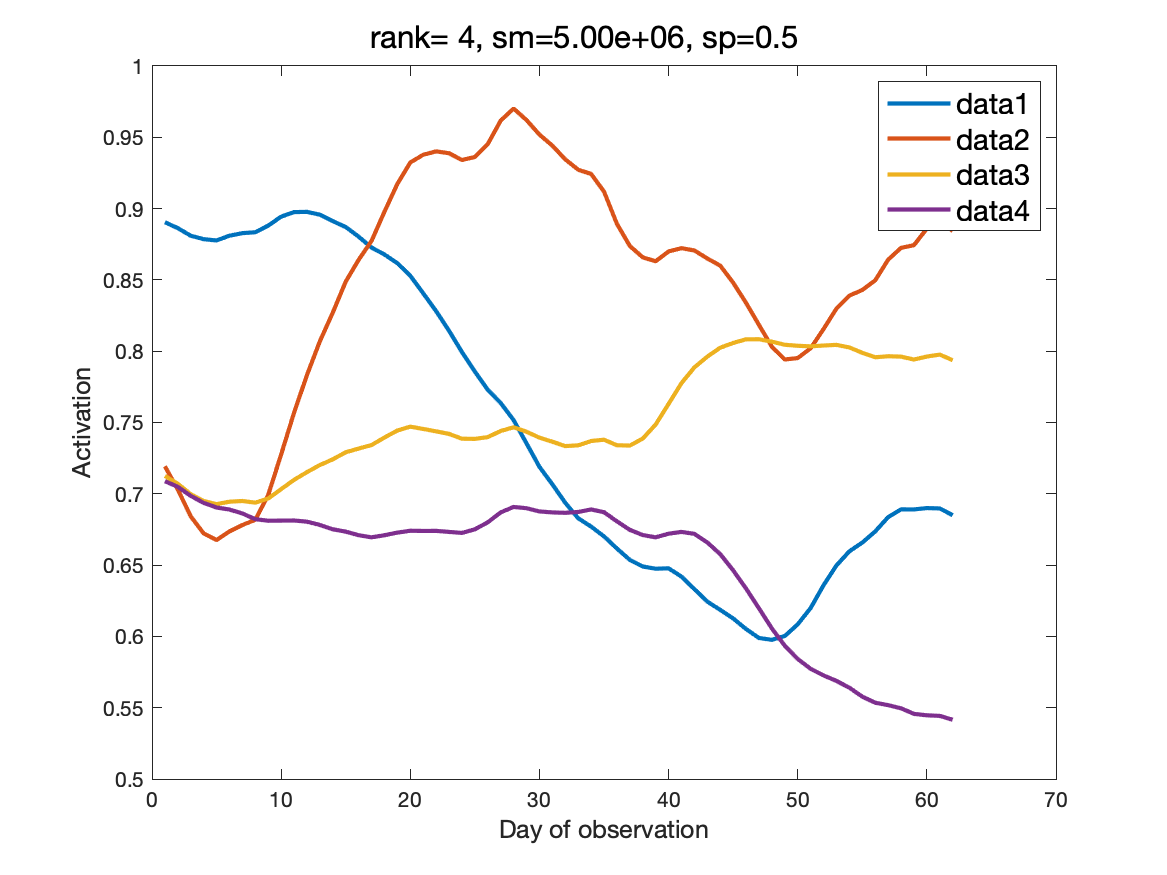 rank= 4, sm=5.00e+06, sp=0.5
1
0.95
0.9
0.85
0.8
0.75
0.7
0.65
0.6
0.55
0.5
Activation
data1
data2
data3
data4
0 10 20 30 40 50 60 70
Day of observation